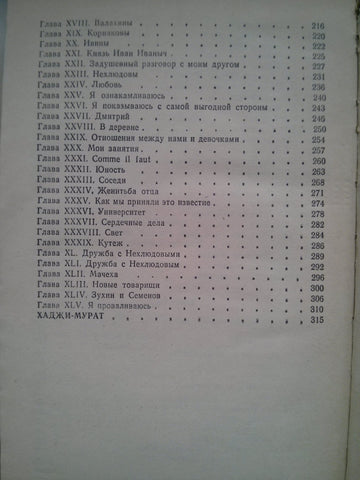 Глава XVIII. Валахины 216
Глава XIX. Корнаковы 220
Глава XX. Ивины 222
Глава XXI. Князь Иван Иваныч 225
Глава XXII. Задушевный разговор с моим другом 227
Глава XXIII. Нехлюдовы 231
Глава XXIV. Любовь 236
Глава XXV. Я ознакамливаюсь 240
Глава XXVI. Я показываюсь с самой выгодной стороны 243
Глава XXVII. Дмитрий 246
Глава XXVIII. В деревне 250
Глава XXIX. Отношения между нами и девочками 254
Глава XXX. Мои занятия 257
Глава XXXI. Comme il faut 260
Глава XXXII. Юность 263
Глава XXXIII. Соседи 268
Глава XXXIV, Женитьба отца 271
Глава XXXV. Как мы приняли это известие 274
Глава XXXVI. Университет 278
Глава XXXVII. Сердечные дела 282
Глава XXXVIII. Свет 284
Глава XXXIX. Кутеж 286
Глава XL. Дружба с Нехлюдовыми 289
Глава XLI. Дружба с Нехлюдовым 292
Глава XLII. Мачеха 296
Глава XLIII. Новые товарищи 300
Глава XLIV. Зухин и Семенов 306
Глава XLV. Я проваливаюсь 310
ХАДЖИ-МУРАТ 315